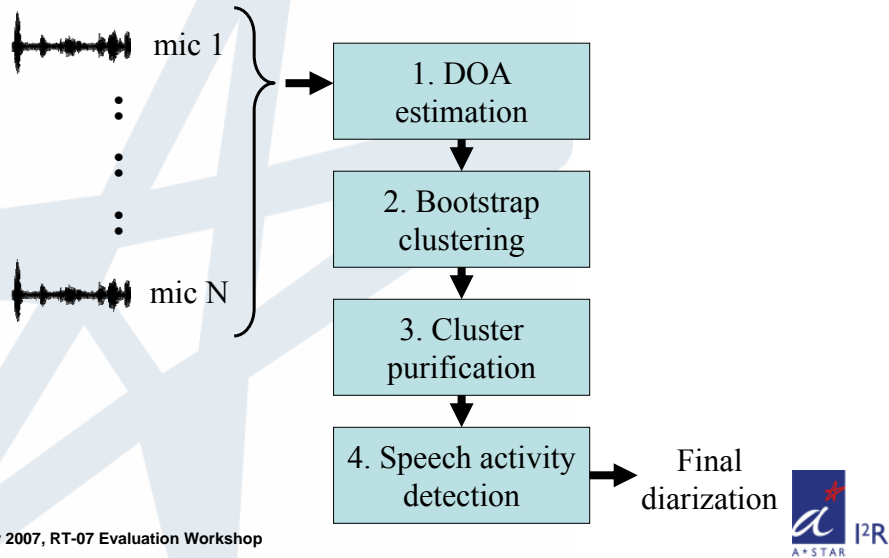 mic 1
mic N
1. DOA
estimation
2. Bootstrap
clustering
3. Cluster
purification
4. Speech activity
detection
Final
diarization
2007, RT-07 Evaluation Workshop
A*STAR
I²R